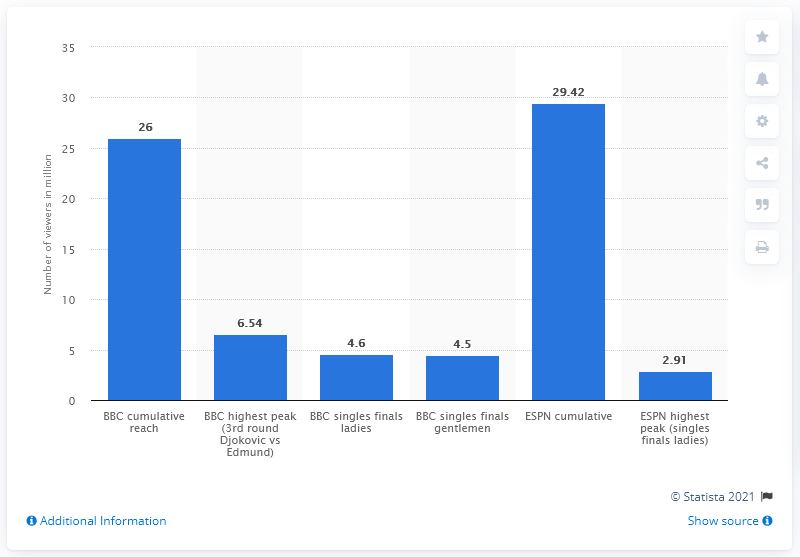 35
30
25
20
15
10
5
0
Number of viewers in million
26
6.54
4.6
4.5
29.42
2.91
BBC cumulative
reach
BBC highest peak
(3rd round
Djokovic vs
Edmund)
BBC singles finals
ladies
BBC singles finals
gentlemen
ESPN cumulative
ESPN highest
peak (singles
finals ladies)
© Statista 2021
Additional Information
Show source